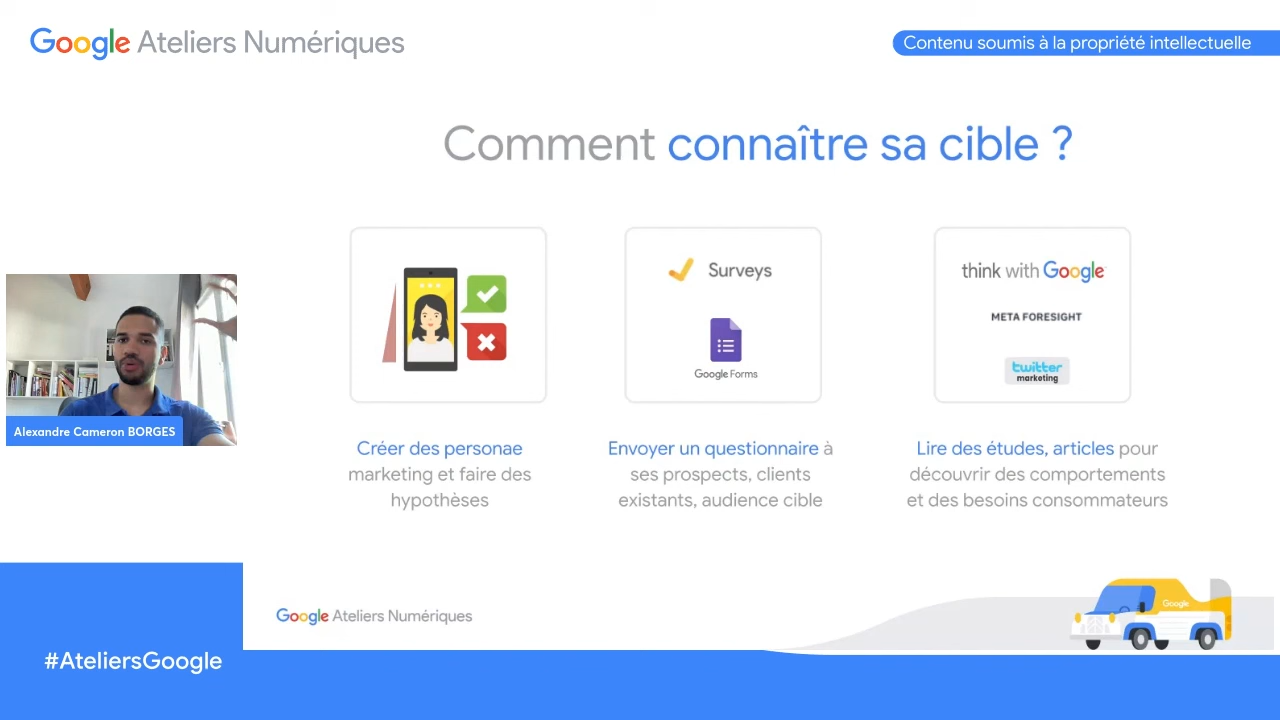 Google Ateliers Numériques
Contenu soumis à la propriété intellectuelle
Comment connaître sa cible ?
Surveys
Google Forms
think with Google
META FORESIGHT
twitter
marketing
Alexandre Cameron BORGES
Créer des personae
marketing et faire des
hypothèses
Envoyer un questionnaire à
ses prospects, clients
existants, audience cible
Lire des études, articles pour
découvrir des comportements
et des besoins consommateurs
Google
Google Ateliers Numériques
#AteliersGoogle